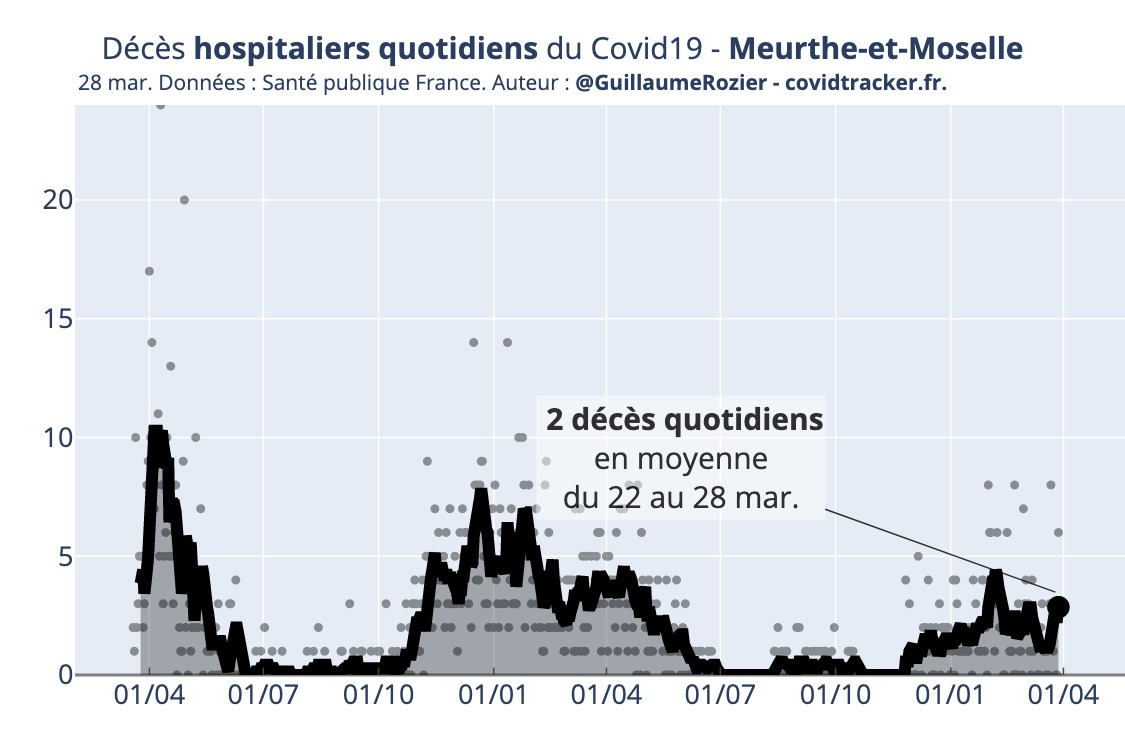 Décès hospitaliers quotidiens du Covid19 - Meurthe-et-Moselle
28 mar. Données : Santé publique France. Auteur : @GuillaumeRozier - covidtracker.fr.
20
15
10
5
0
2 décès quotidiens
en moyenne
du 22 au 28 mar.
01/04 01/07 01/10 01/01 01/04 01/07 01/10 01/01 01/04